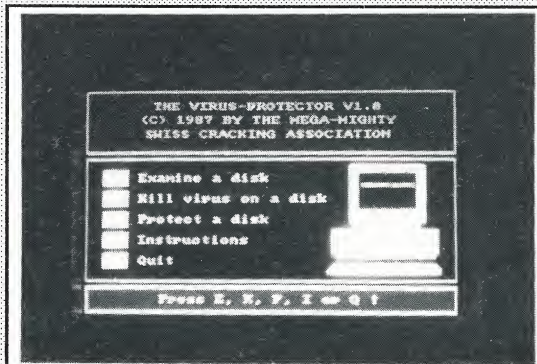 THE VIRUS-PROTECTOR V1.0
(C) 1987 BY THE MEGA-MIGHTY
SWISS CRACKING ASSOCIATION
Examine a disk
Kill virus on a disk
Protect a disk
Instructions
Quit
Press E, K, P, I or Q !